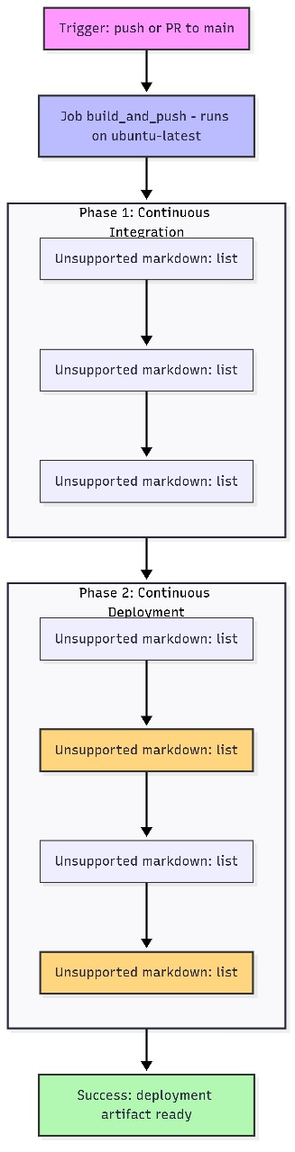 Trigger: push or PR to main
Job build_and_push - runs
on ubuntu-latest
Phase 1: Continuous
Integration
Unsupported markdown: list
Unsupported markdown: list
Unsupported markdown: list
Phase 2: Continuous
Deployment
Unsupported markdown: list
Unsupported markdown: list
Unsupported markdown: list
Unsupported markdown: list
Success: deployment
artifact ready